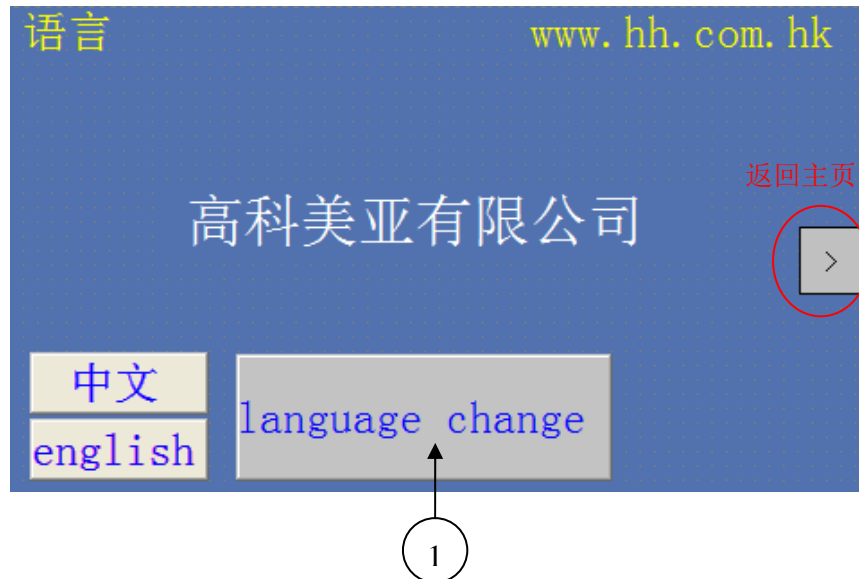 语言
www.hh.com.hk
返回主页
高科美亚有限公司
>
中文
english
language change
1